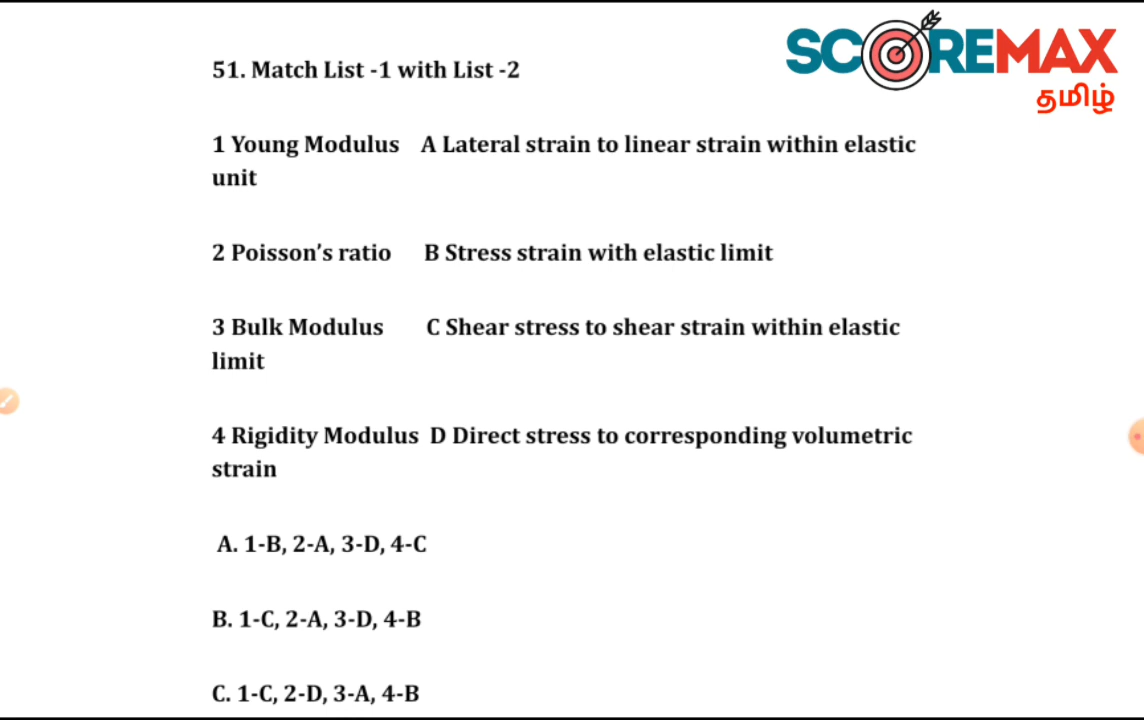 SCOREMAX
தமிழ்
51. Match List -1 with List -2
1 Young Modulus A Lateral strain to linear strain within elastic
unit
2 Poisson’s ratio B Stress strain with elastic limit
3 Bulk Modulus C Shear stress to shear strain within elastic
limit
4 Rigidity Modulus D Direct stress to corresponding volumetric
strain
A. 1-B, 2-A, 3-D, 4-C
B. 1-C, 2-A, 3-D, 4-B
C. 1-C, 2-D, 3-A, 4-B